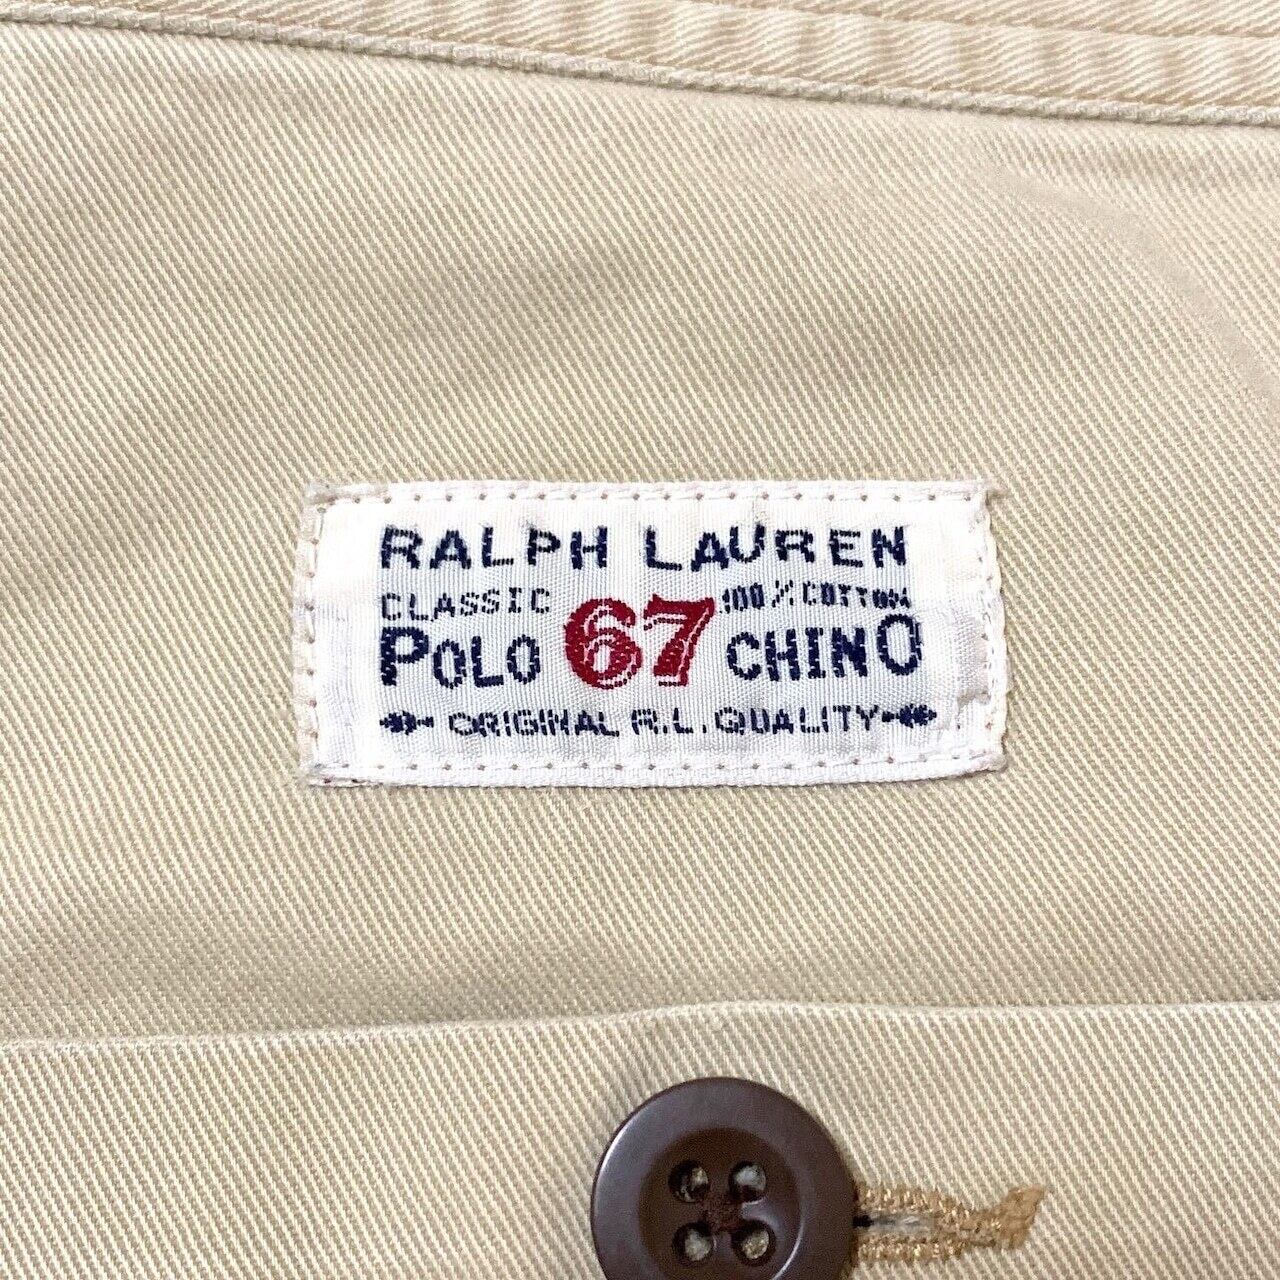 RALPH LAUREN
CLASSIC 67 100% COTTON
POLO CHINO
ORIGINAL R.L. QUALITY